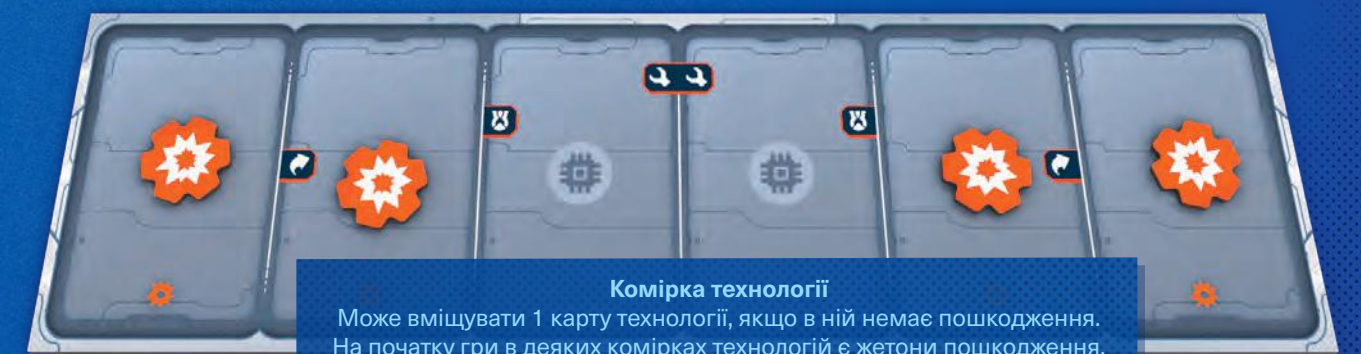 Комірка технології
Може вміщувати 1 карту технології, якщо в ній немає пошкодження.
На початку гри в деяких комірках технологій є жетони пошкодження.